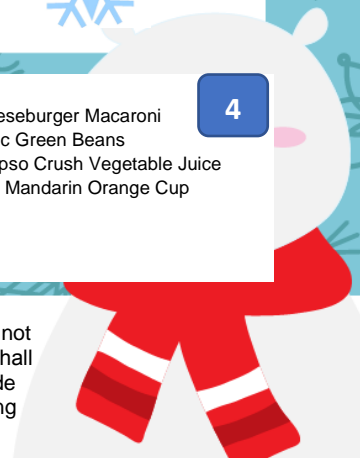 4
eseburger Macaroni
c Green Beans
pso Crush Vegetable Juice
Mandarin Orange Cup
not
hall
de
ng